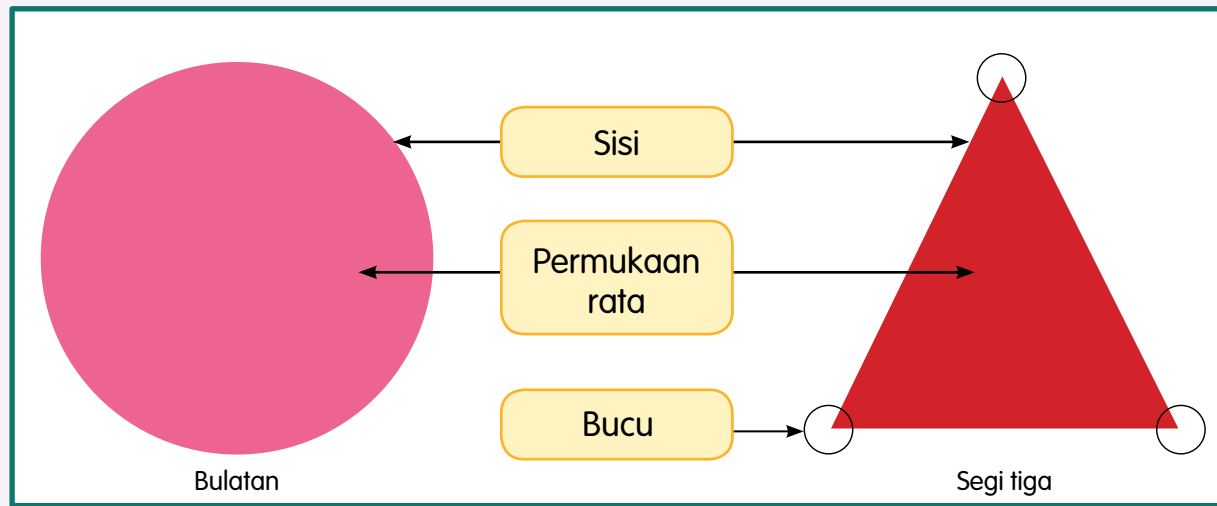 Sisi
Permukaan
rata
Bucu
Bulatan
Segi tiga